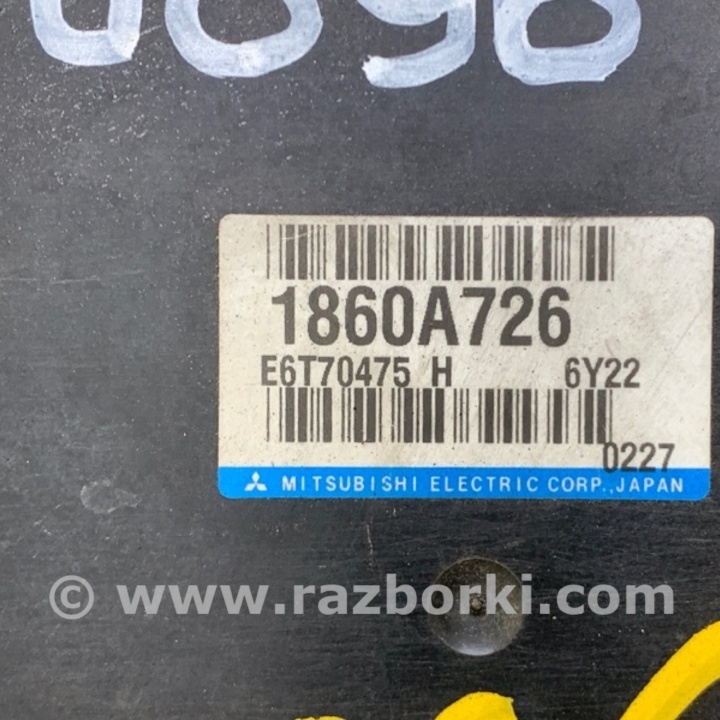 1860A726
E6T70475 H 6Y22
0227
MITSUBISHI ELECTRIC CORP.,JAPAN
© www.razborki.com